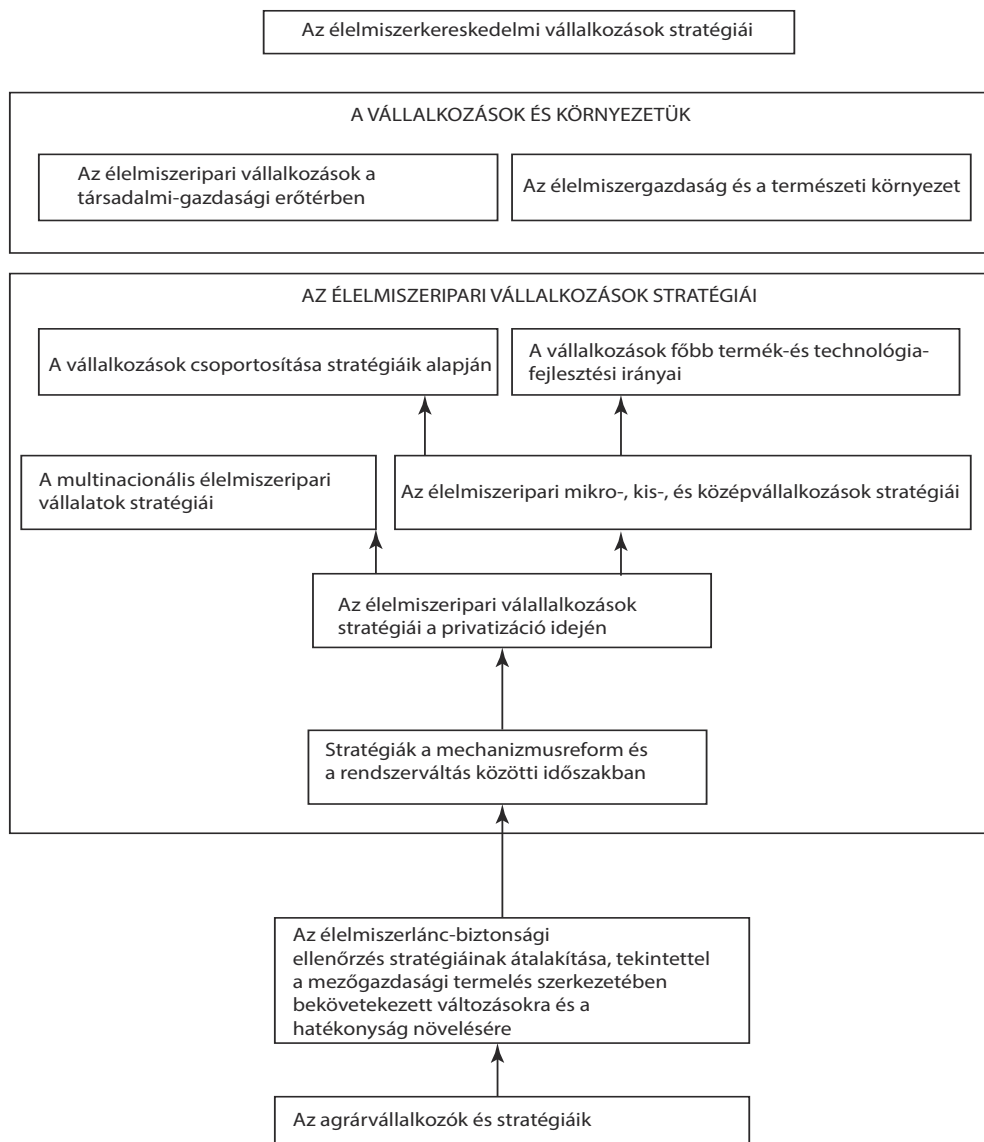 Az élelmiszerkereskedelmi vállalkozások stratégiái
A VÁLLALKOZÁSOK ÉS KÖRNYEZETÜK
Az élelmiszeripari vállalkozások a
társadalmi-gazdasági erőtérben
Az élelmiszergazdaság és a természeti környezet
AZ ÉLELMISZERIPARI VÁLLALKOZÁSOK STRATÉGIÁI
A vállalkozások csoportosítása stratégiáik alapján
A vállalkozások főbb termék-és technológia-
fejlesztési irányai
A multinacionális élelmiszeripari
vállalatok stratégiái
Az élelmiszeripari mikro-, kis-, és középvállalkozások stratégiái
Az élelmiszeripari válallalkozások
stratégiái a privatizáció idején
Stratégiák a mechanizmusreform és
a rendszerváltás közötti időszakban
Az élelmiszerlánc-biztonsági
ellenőrzés stratégiáinak átalakítása, tekintettel
a mezőgazdasági termelés szerkezetében
bekövetekezett változásokra és a
hatékonyság növelésére
Az agrárvállalkozók és stratégiáik